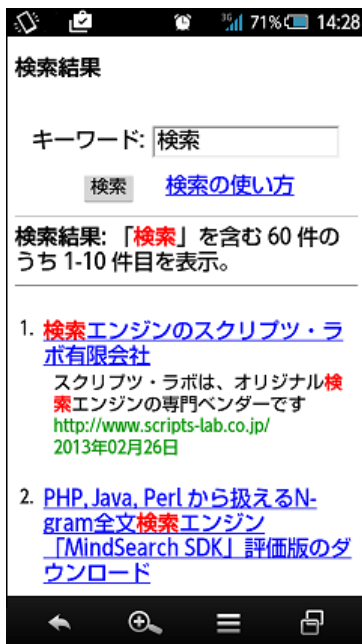 3G 71% 14:28
検索結果
キーワード: 検索
検索 検索の使い方
検索結果: 「検索」を含む 60 件の
うち 1-10 件目を表示。
1. 検索エンジンのスクリプツ・ラ
ボ有限会社
スクリプツ・ラボは、オリジナル検
索エンジンの専門ベンダーです
http://www.scripts-lab.co.jp/
2013年02月26日
2. PHP, Java, Perl から扱えるN-
gram全文検索エンジン
「MindSearch SDK」評価版のダ
ウンロード